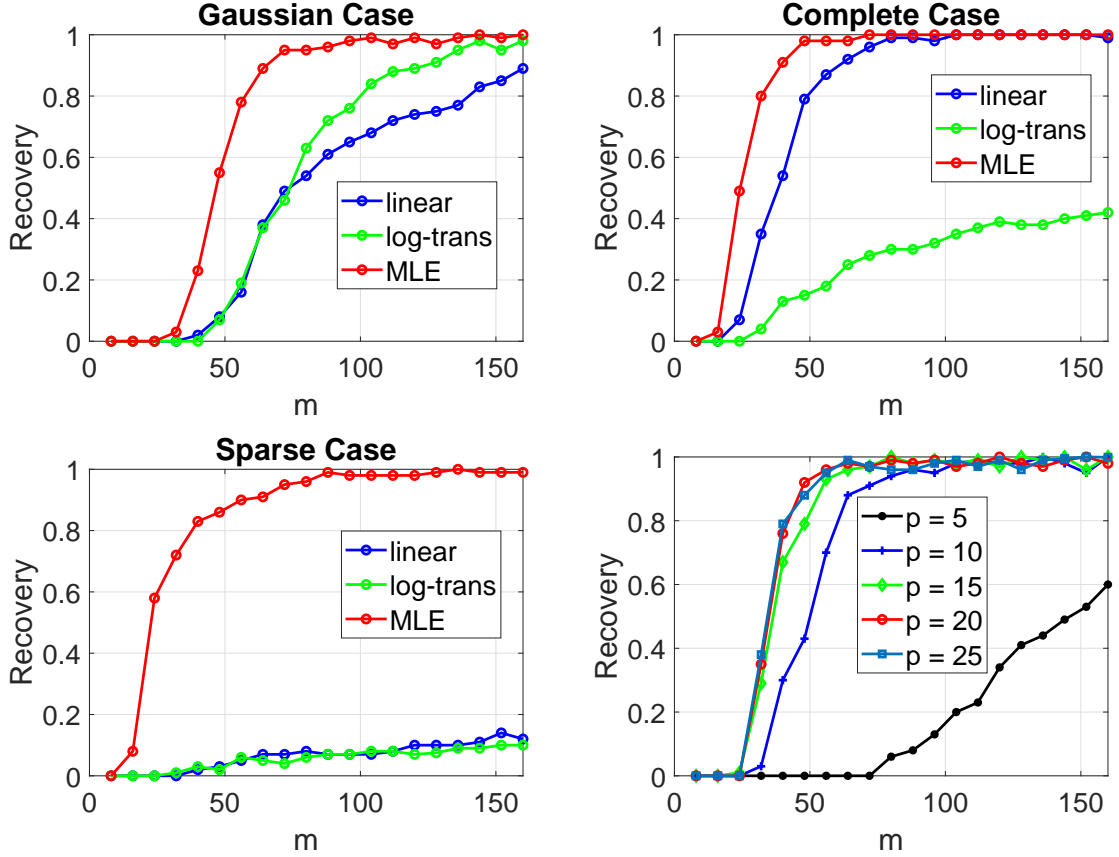 Gaussian Case
Recovery
1
0.8
0.6
0.4
0.2
0
0
50
100
150
m
linear
log-trans
MLE
Complete Case
Recovery
1
0.8
0.6
0.4
0.2
0
0
50
100
150
m
linear
log-trans
MLE
Sparse Case
Recovery
1
0.8
0.6
0.4
0.2
0
0
50
100
150
m
linear
log-trans
MLE
Recovery
1
0.8
0.6
0.4
0.2
0
0
50
100
150
m
p = 5
p = 10
p = 15
p = 20
p = 25